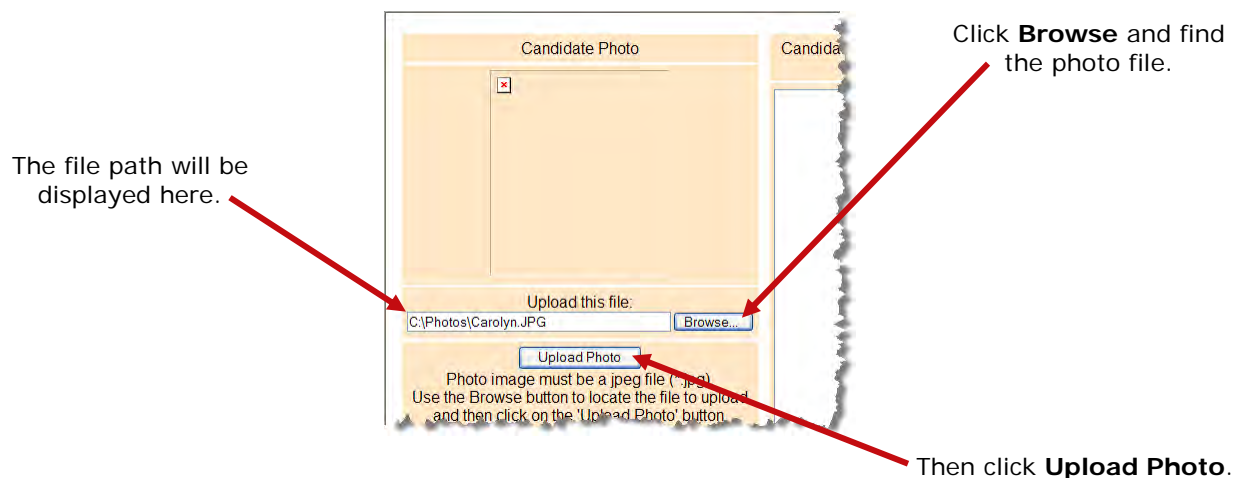 Click Browse and find
the photo file.
Candidate Photo
Candida
The file path will be
displayed here.
Upload this file:
C:\Photos\Carolyn.JPG
Browse...
Upload Photo
Photo image must be a jpeg file (*.jpg)
Use the Browse button to locate the file to upload
and then click on the 'Upload Photo' button
Then click Upload Photo.